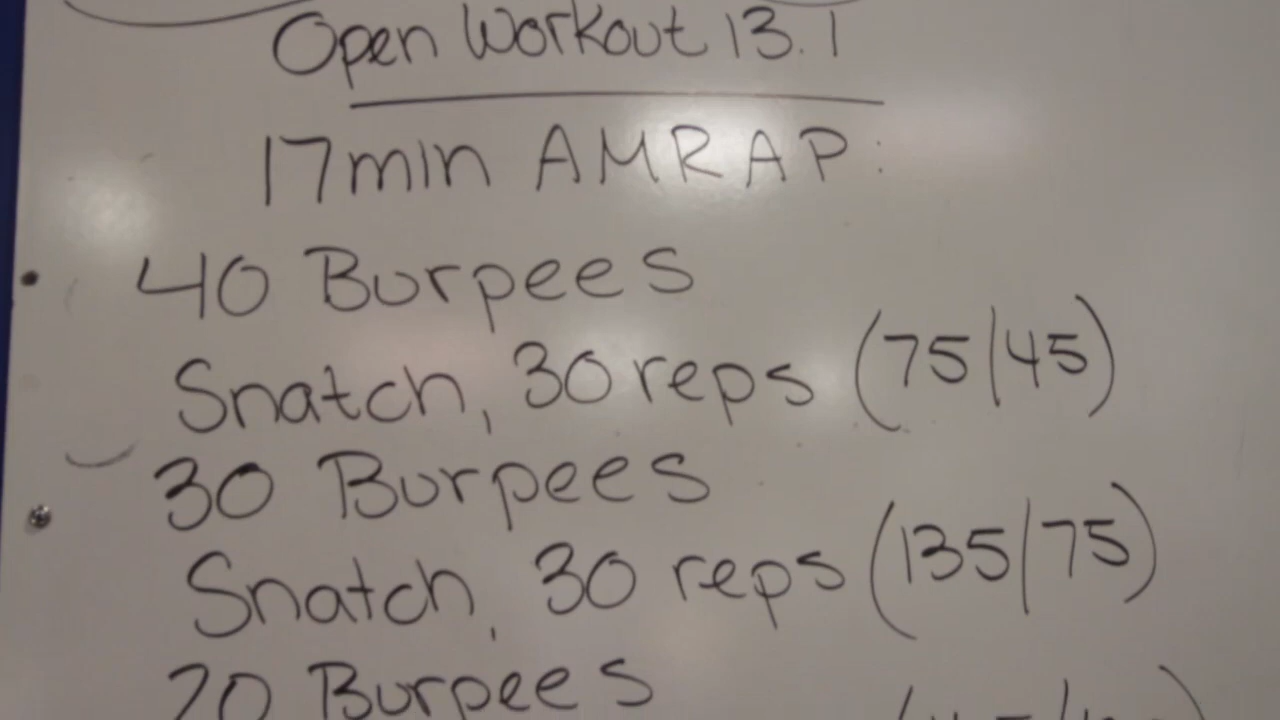 Open Workout 13.1
17min AMRAP:
40 Burpees
Snatch, 30 reps (75/45)
30 Burpees
Snatch, 30 reps (135/75)
20 Burpees